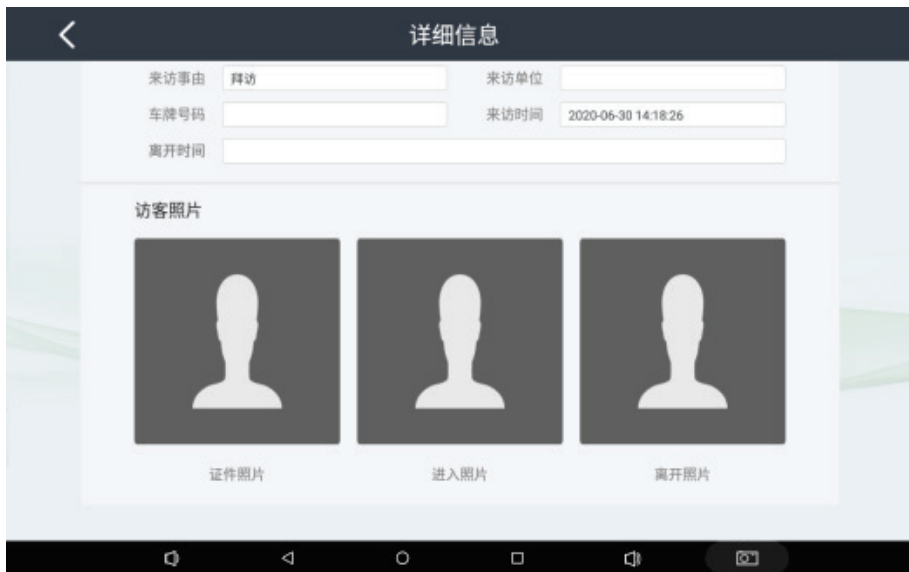 详细信息
来访事由 拜访 来访单位
车牌号码 来访时间 2020-06-30 14:18:26
离开时间
访客照片
证件照片 进入照片 离开照片